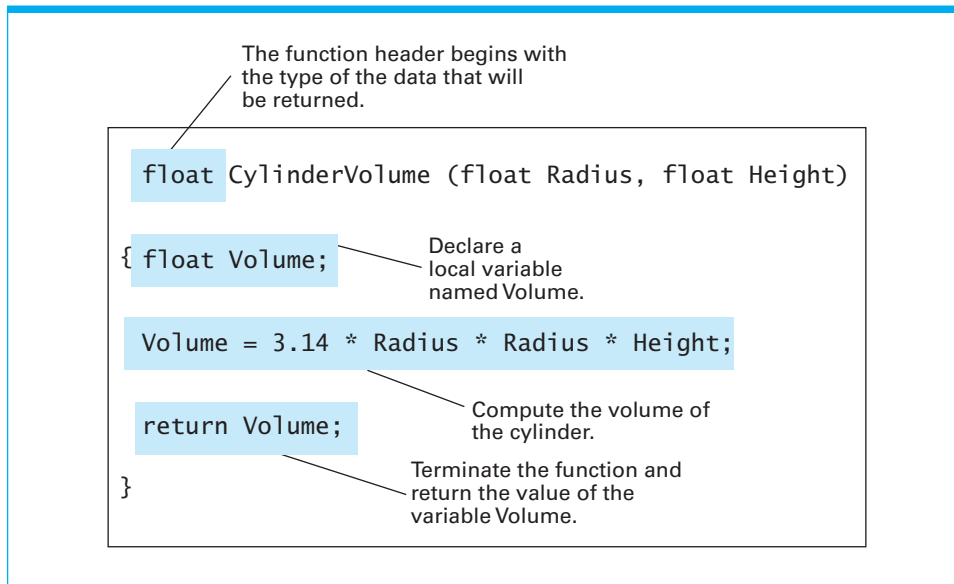 The function header begins with
the type of the data that will
be returned.
float CylinderVolume (float Radius, float Height)
{ float Volume;
Declare a
local variable
named Volume.
Volume = 3.14 * Radius * Radius * Height;
Compute the volume of
the cylinder.
return Volume;
Terminate the function and
return the value of the
variable Volume.
}